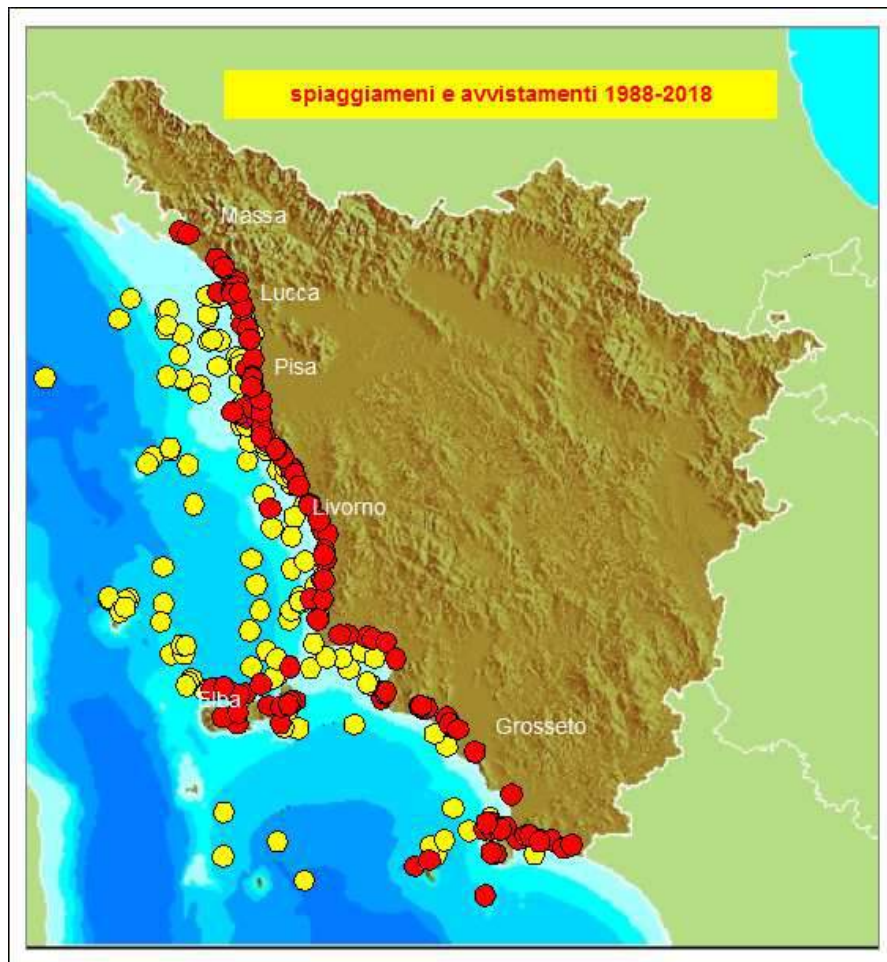 spiaggiameni e avvistamenti 1988-2018
Massa
Lucca
Pisa
Livorno
Elba
Grosseto